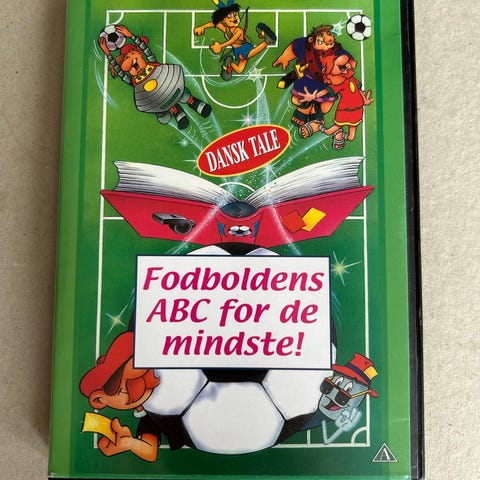 DANSK TALE
Fodboldens
ABC for de
mindste!
A